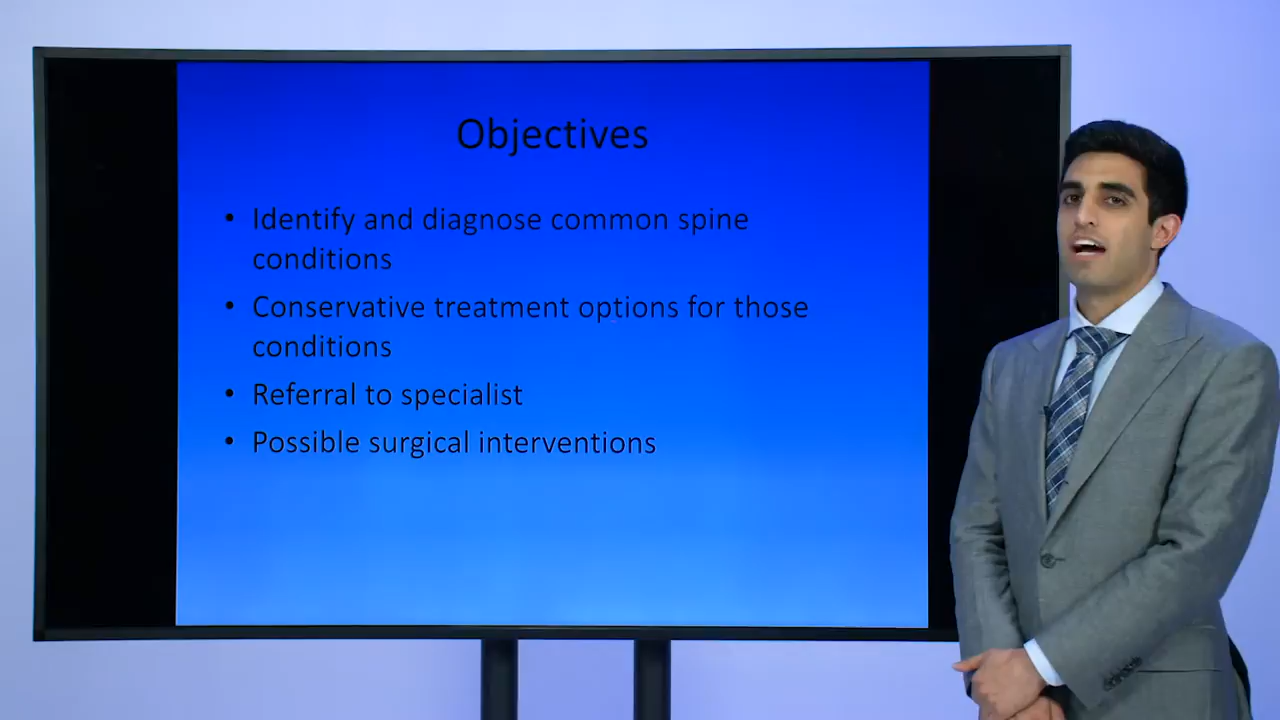 Objectives
• Identify and diagnose common spine
conditions
• Conservative treatment options for those
conditions
• Referral to specialist
• Possible surgical interventions